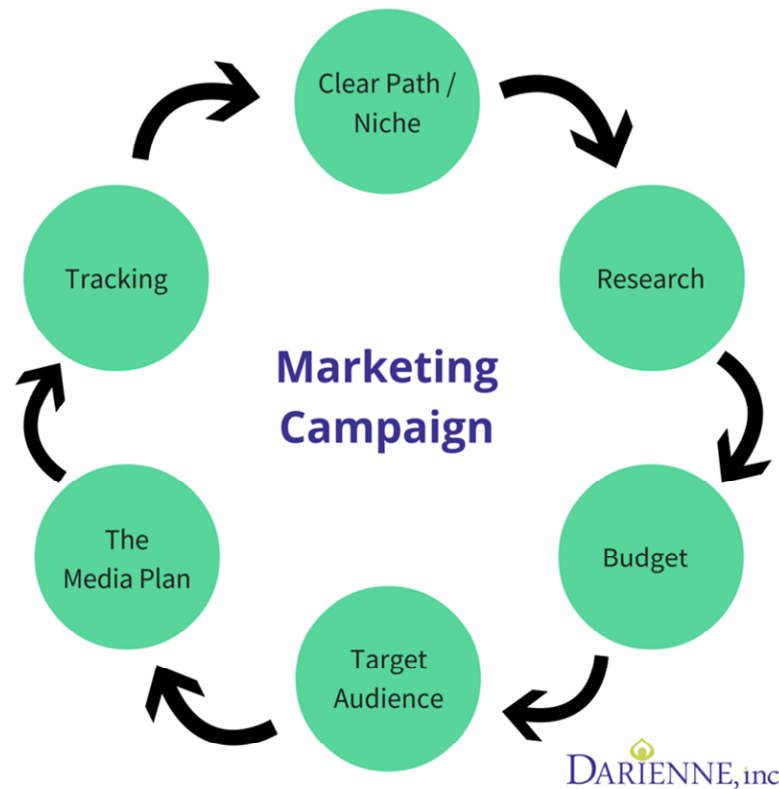 Clear Path /
Niche
Research
Budget
Target
Audience
The
Media Plan
Tracking
Marketing
Campaign
DARIENNE, inc